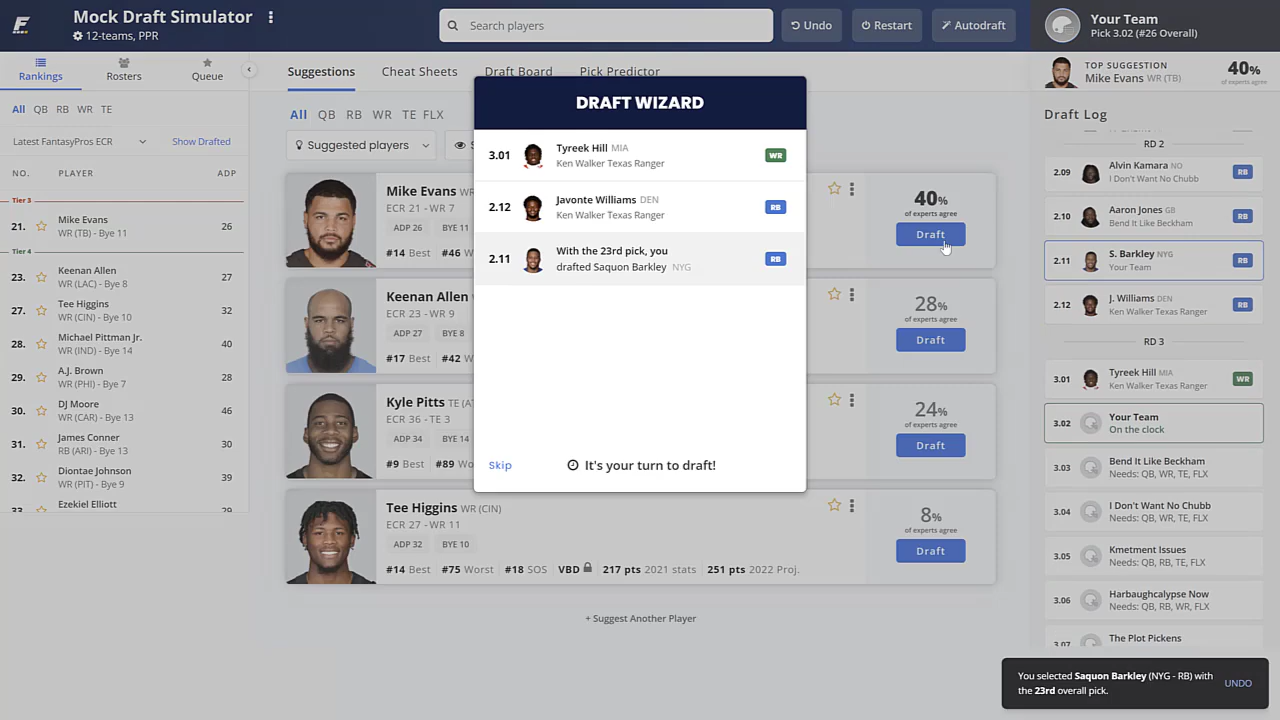 Mock Draft Simulator
12-teams, PPR
Search players
Undo
Restart
Autodraft
Your Team
Pick 3.02 (#26 Overall)
Rankings
Rosters
Queue
Suggestions
Cheat Sheets
Draft Board
Pick Predictor
TOP SUGGESTION
Mike Evans WR (TB)
40%
of experts agree
All QB RB WR TE
Latest FantasyPros ECR
Show Drafted
NO. PLAYER ADP
Tier 3
21. Mike Evans 26
WR (TB) - Bye 11
Tier 4
23. Keenan Allen 27
WR (LAC) - Bye 8
27. Tee Higgins 32
WR (CIN) - Bye 10
28. Michael Pittman Jr. 40
WR (IND) - Bye 14
29. A.J. Brown 28
WR (PHI) - Bye 7
30. DJ Moore 46
WR (CAR) - Bye 13
31. James Conner 30
RB (ARI) - Bye 13
32. Diontae Johnson 39
WR (PIT) - Bye 9
33. Ezekiel Elliott 29
All QB RB WR TE FLX
Suggested players
Mike Evans WR
ECR 21 - WR 7
ADP 26 BYE 11
#14 Best #46 W
40%
of experts agree
Draft
Keenan Allen
ECR 23 - WR 9
ADP 27 BYE 8
#17 Best #42 W
28%
of experts agree
Draft
Kyle Pitts TE (AT
ECR 36 - TE 3
ADP 34 BYE 14
#9 Best #89 Wo
24%
of experts agree
Draft
Tee Higgins WR (CIN)
ECR 27 - WR 11
ADP 32 BYE 10
#14 Best #75 Worst #18 SOS VBD 217 pts 2021 stats 251 pts 2022 Proj.
8%
of experts agree
Draft
+ Suggest Another Player
DRAFT WIZARD
3.01 Tyreek Hill MIA WR
Ken Walker Texas Ranger
2.12 Javonte Williams DEN RB
Ken Walker Texas Ranger
2.11 With the 23rd pick, you RB
drafted Saquon Barkley NYG
Skip
It's your turn to draft!
Draft Log
RD 2
2.09 Alvin Kamara NO RB
I Don't Want No Chubb
2.10 Aaron Jones GB RB
Bend It Like Beckham
2.11 S. Barkley NYG RB
Your Team
2.12 J. Williams DEN RB
Ken Walker Texas Ranger
RD 3
3.01 Tyreek Hill MIA WR
Ken Walker Texas Ranger
3.02 Your Team
On the clock
3.03 Bend It Like Beckham
Needs: QB, WR, TE, FLX
3.04 I Don't Want No Chubb
Needs: QB, WR, TE, FLX
3.05 Kmetment Issues
Needs: QB, RB, TE, FLX
3.06 Harbaughcalypse Now
Needs: QB, RB, WR, FLX
3.07 The Plot Pickens
You selected Saquon Barkley (NYG - RB) with
the 23rd overall pick.
UNDO